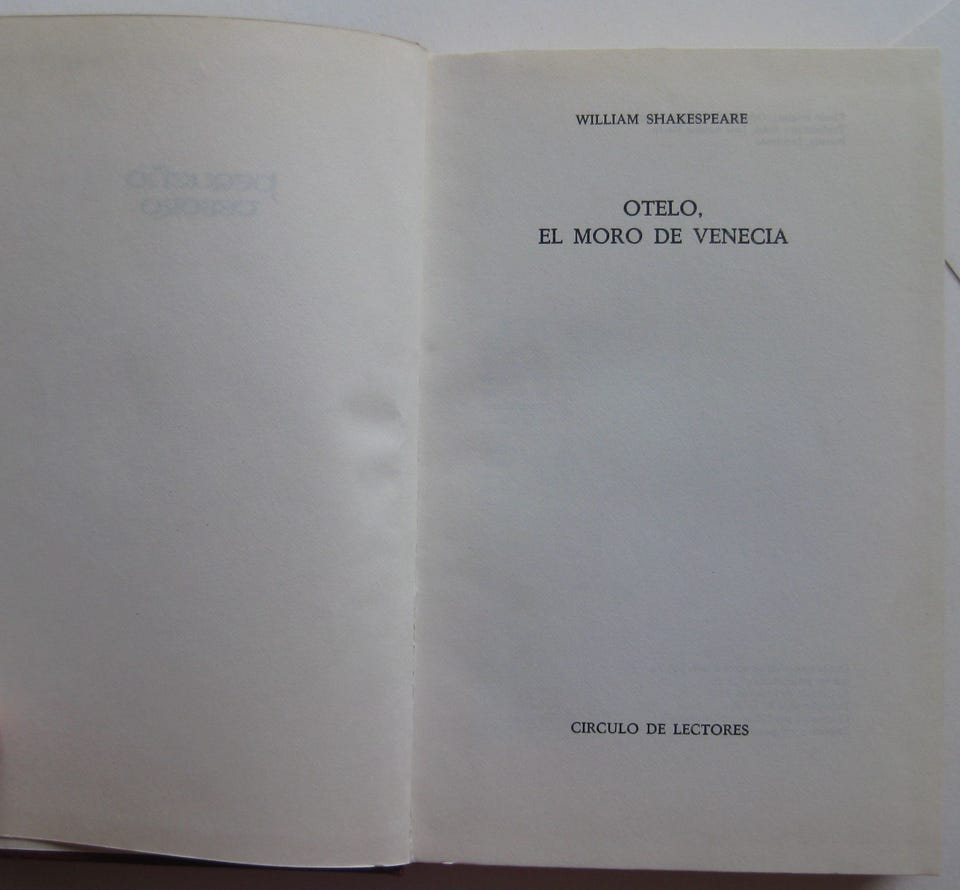 WILLIAM SHAKESPEARE
OTELO,
EL MORO DE VENECIA
CIRCULO DE LECTORES